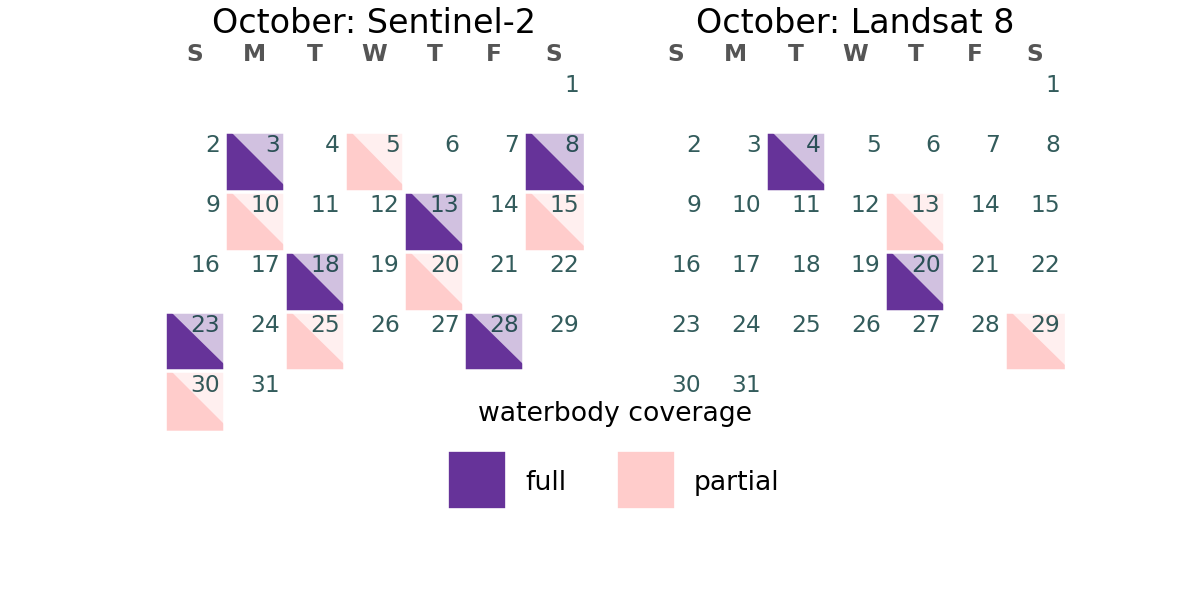 October: Sentinel-2
S M T W T F S
1
2 3 4 5 6 7 8
9 10 11 12 13 14 15
16 17 18 19 20 21 22
23 24 25 26 27 28 29
30 31
October: Landsat 8
S M T W T F S
1
2 3 4 5 6 7 8
9 10 11 12 13 14 15
16 17 18 19 20 21 22
23 24 25 26 27 28 29
30 31
waterbody coverage
full partial